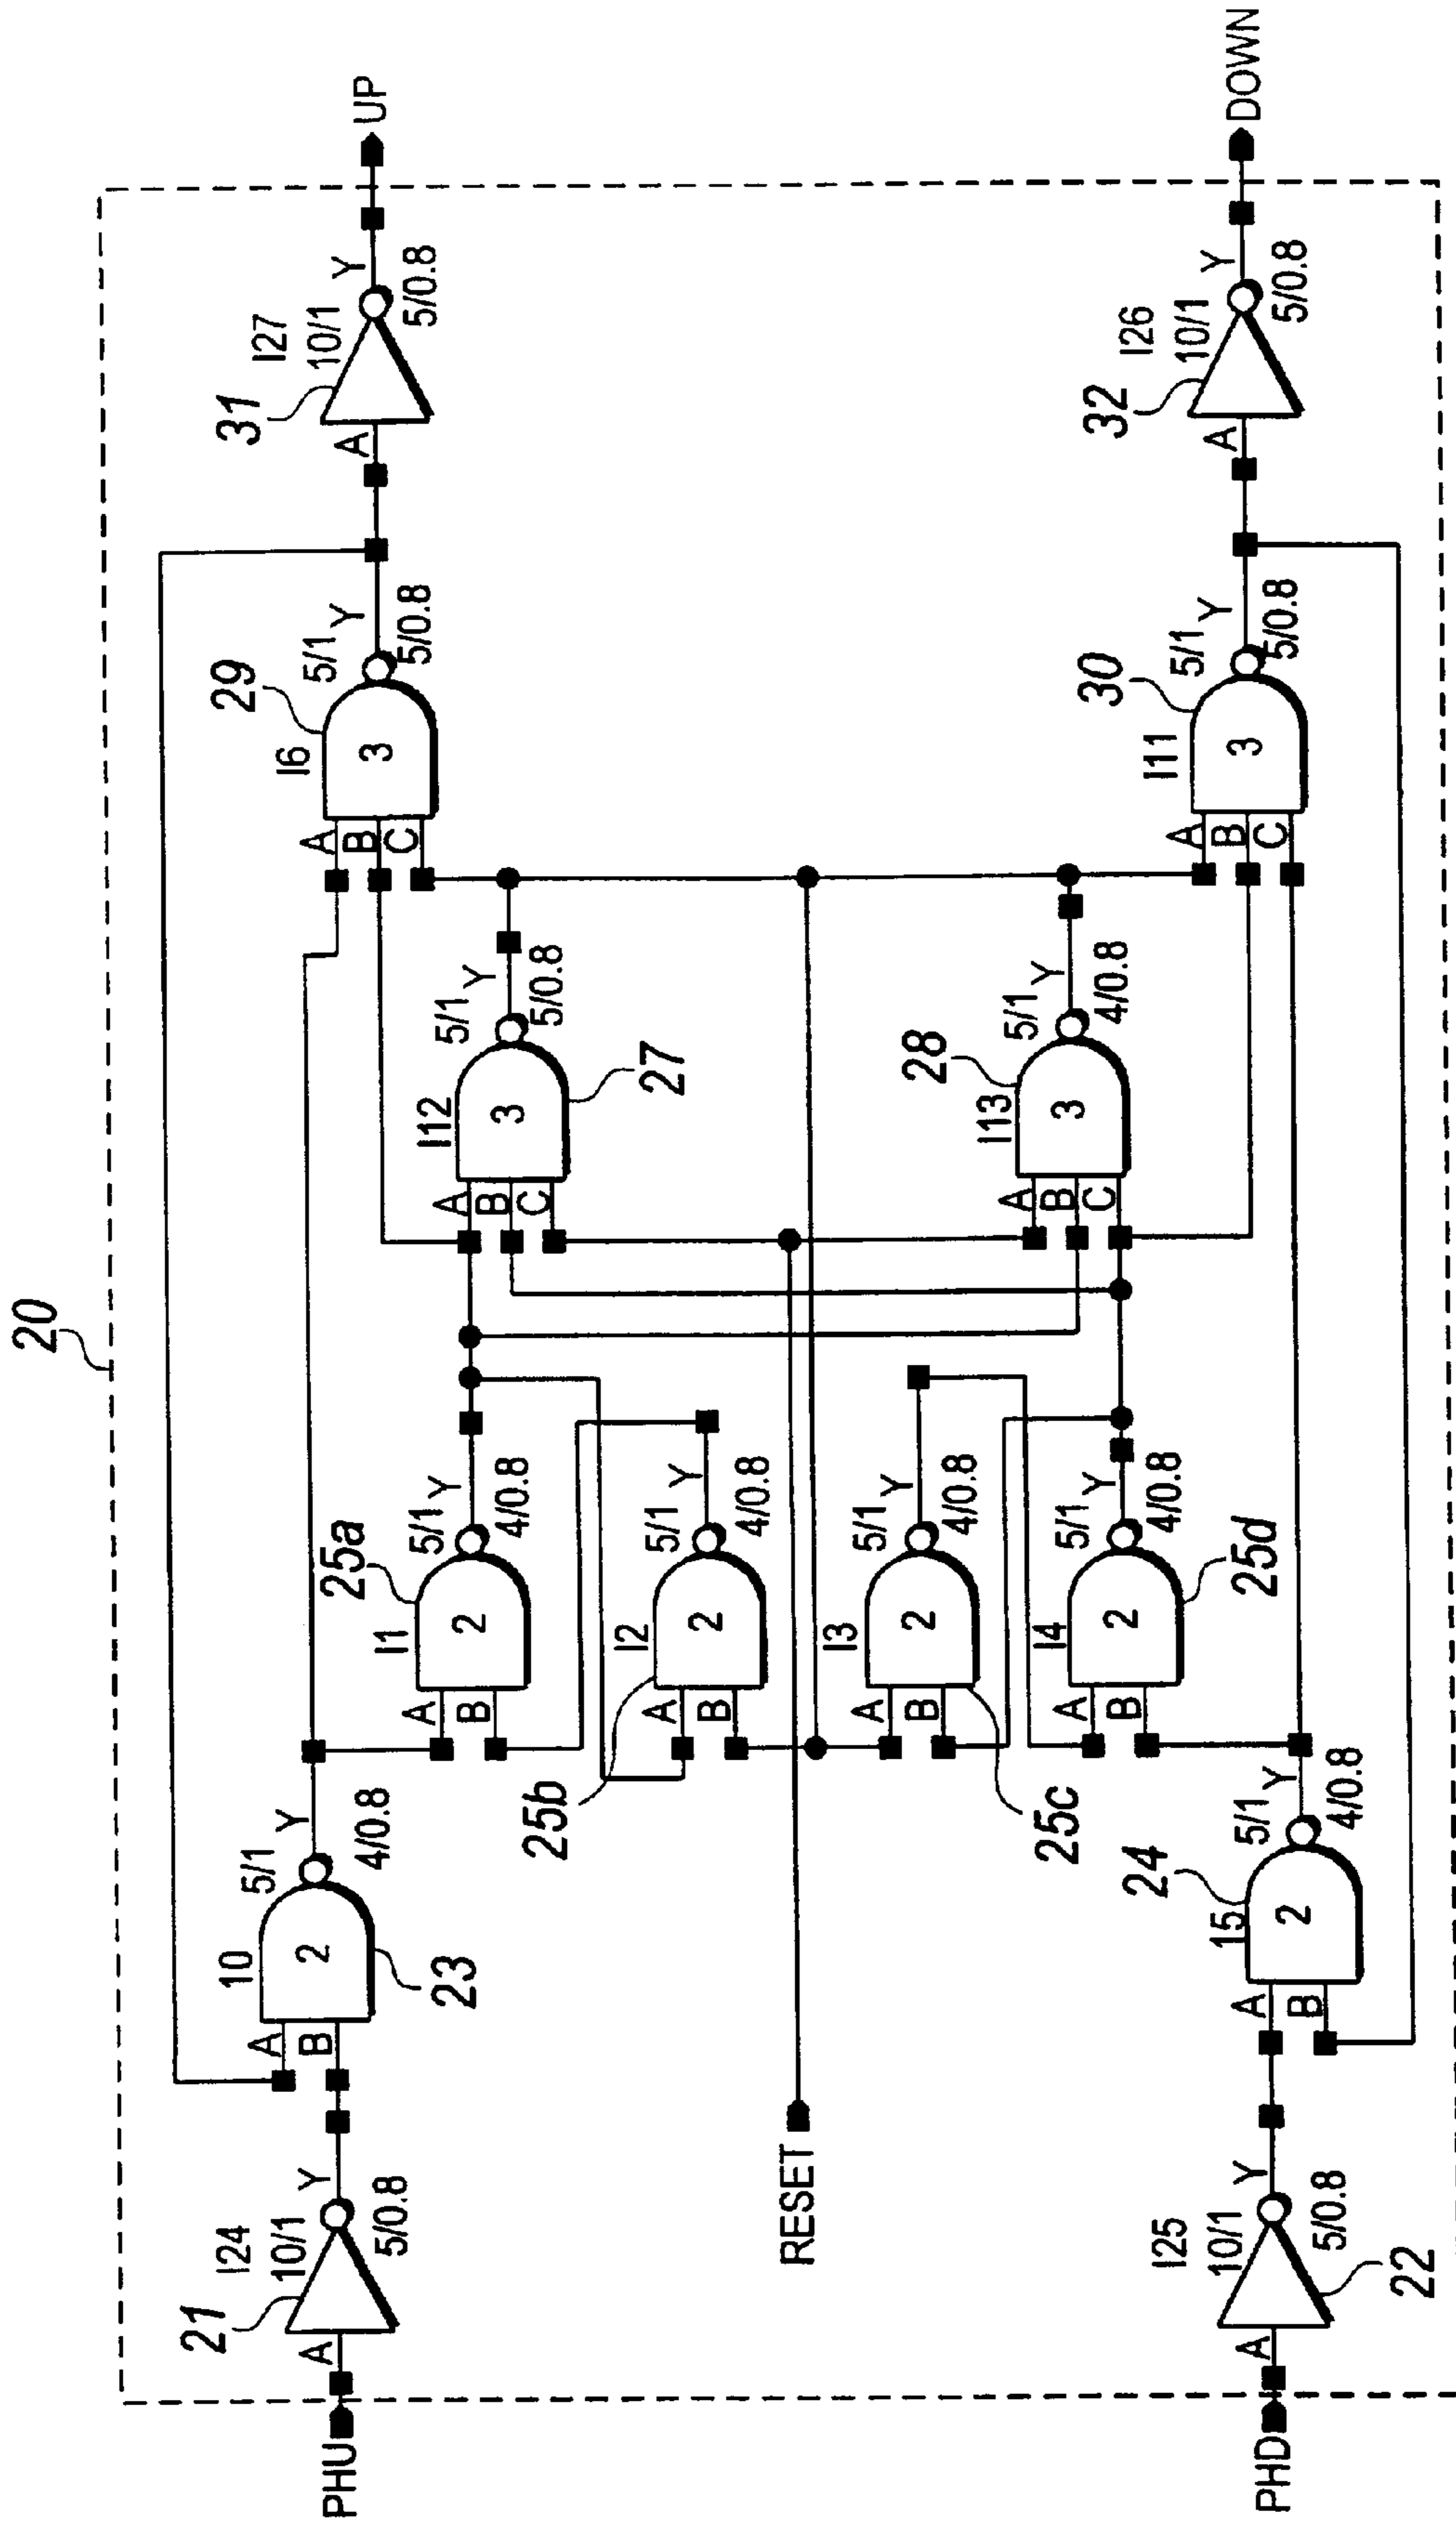 20
PHU
A
21
I24
10/1
Y
5/0.8
A
B
10
2
5/1
Y
4/0.8
23
A
B
I1
2
25a
5/1
Y
4/0.8
A
B
I2
2
25b
5/1
Y
4/0.8
A
B
I3
2
25c
5/1
Y
4/0.8
A
B
I4
2
25d
5/1
Y
4/0.8
A
B
C
I12
3
27
5/1
Y
5/0.8
A
B
C
I13
3
28
5/1
Y
4/0.8
A
B
C
I6
3
29
5/1
Y
5/0.8
A
31
I27
10/1
Y
5/0.8
UP
RESET
PHD
A
22
I25
10/1
Y
5/0.8
A
B
15
2
24
5/1
Y
4/0.8
A
B
C
I11
3
30
5/1
Y
5/0.8
A
32
I26
10/1
Y
5/0.8
DOWN